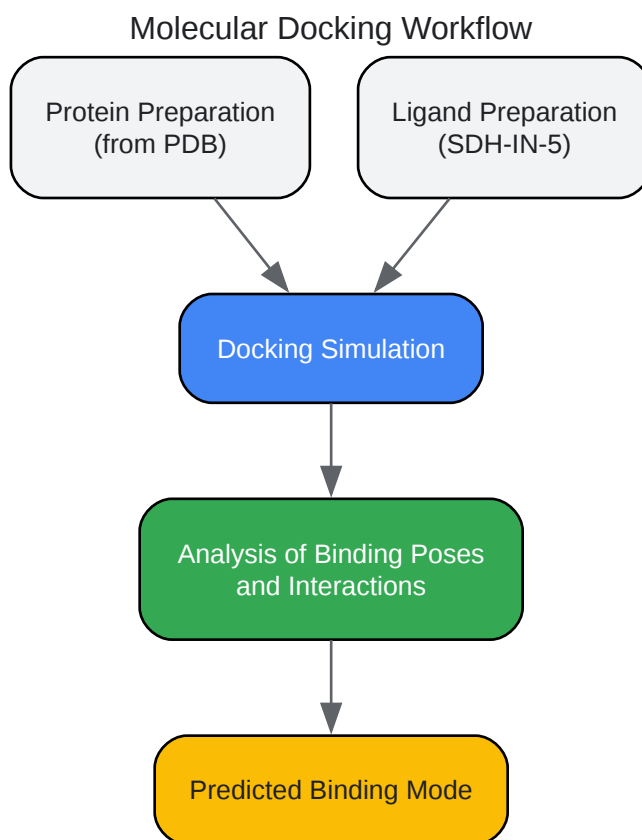 Molecular Docking Workflow
Protein Preparation
(from PDB)
Ligand Preparation
(SDH-IN-5)
Docking Simulation
Analysis of Binding Poses
and Interactions
Predicted Binding Mode